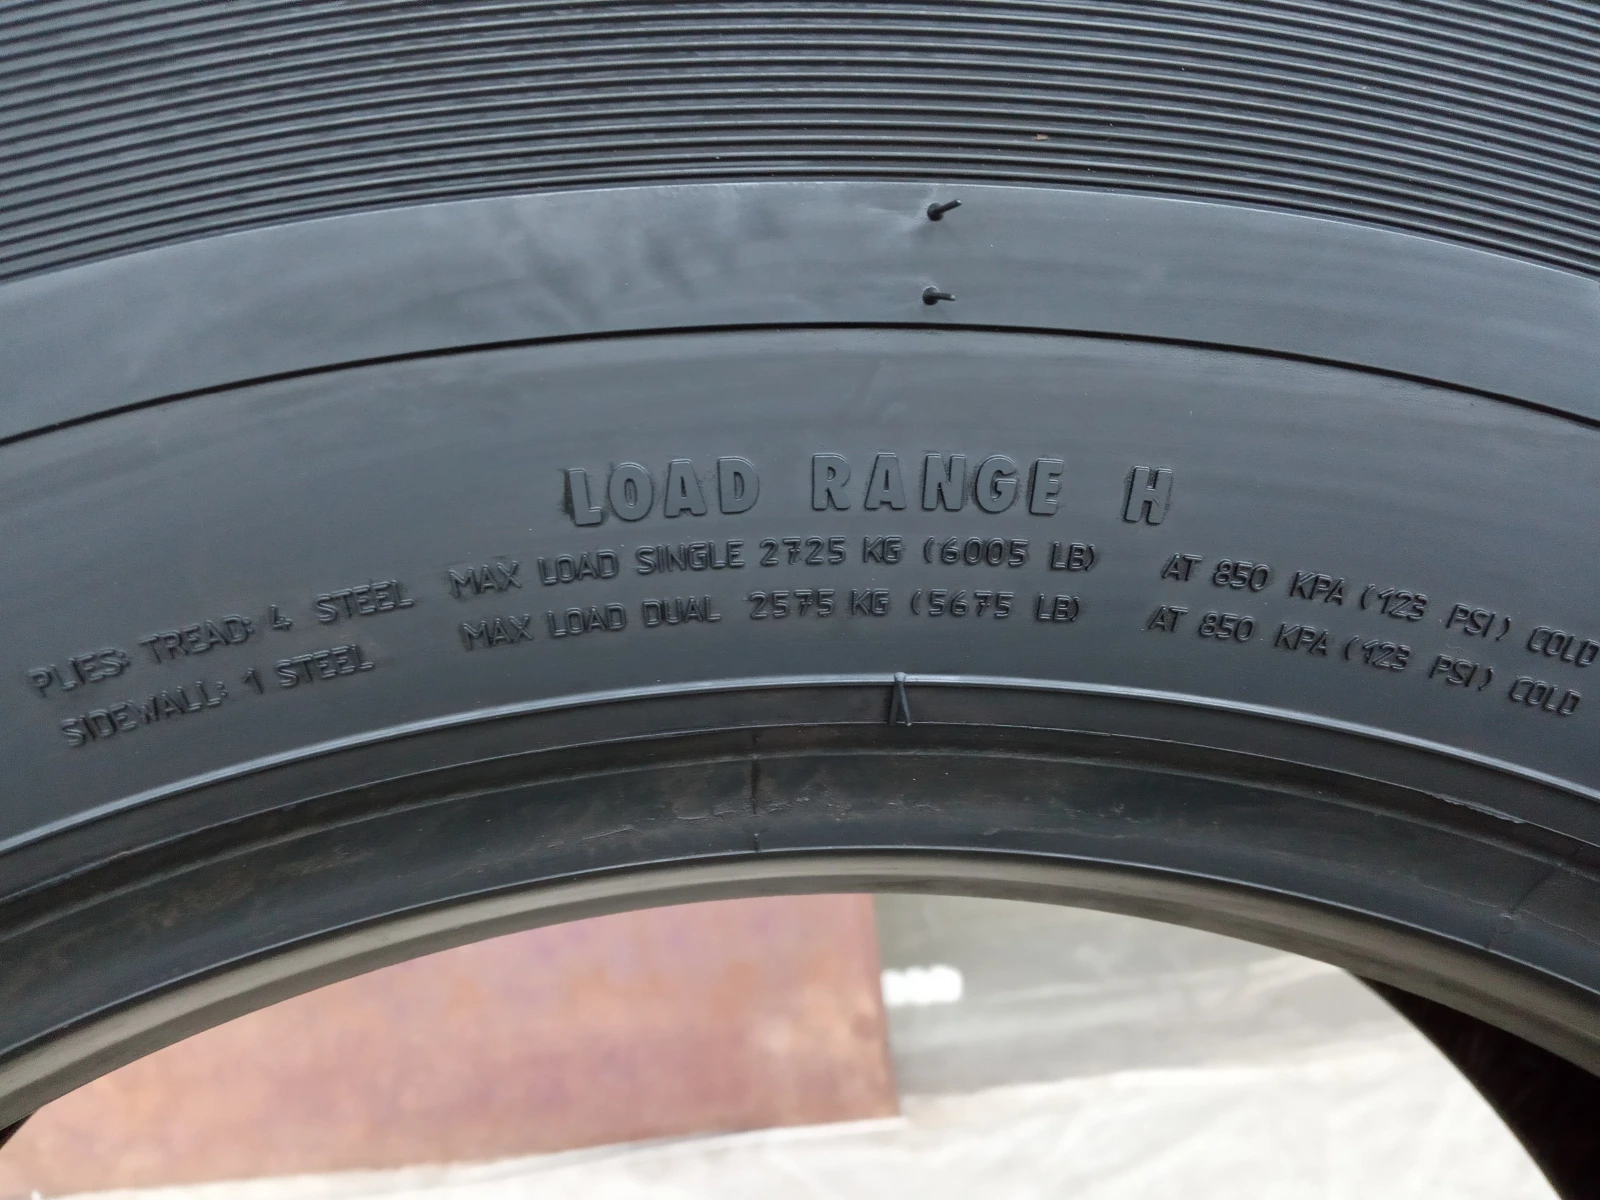 LOAD RANGE H
PLIES: TREAD: 4 STEEL MAX LOAD SINGLE 2725 KG (6005 LB) AT 850 KPA (123 PSI) COLD
SIDEWALL: 1 STEEL MAX LOAD DUAL 2575 KG (5675 LB) AT 850 KPA (123 PSI) COLD